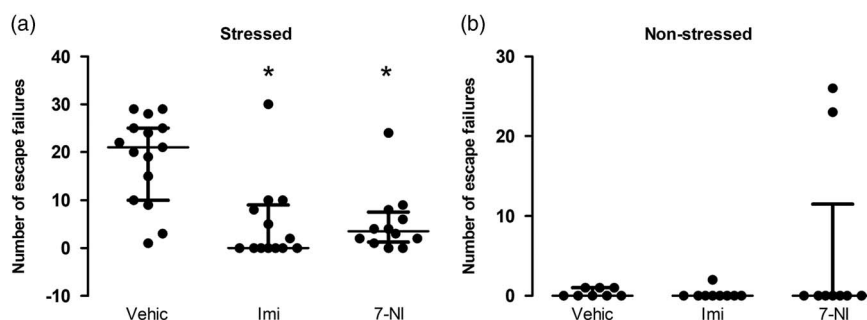 (a)
Stressed
Number of escape failures
40
30
20
10
0
-10
*
*
Vehic
Imi
7-NI
(b)
Non-stressed
Number of escape failures
30
20
10
0
Vehic
Imi
7-NI